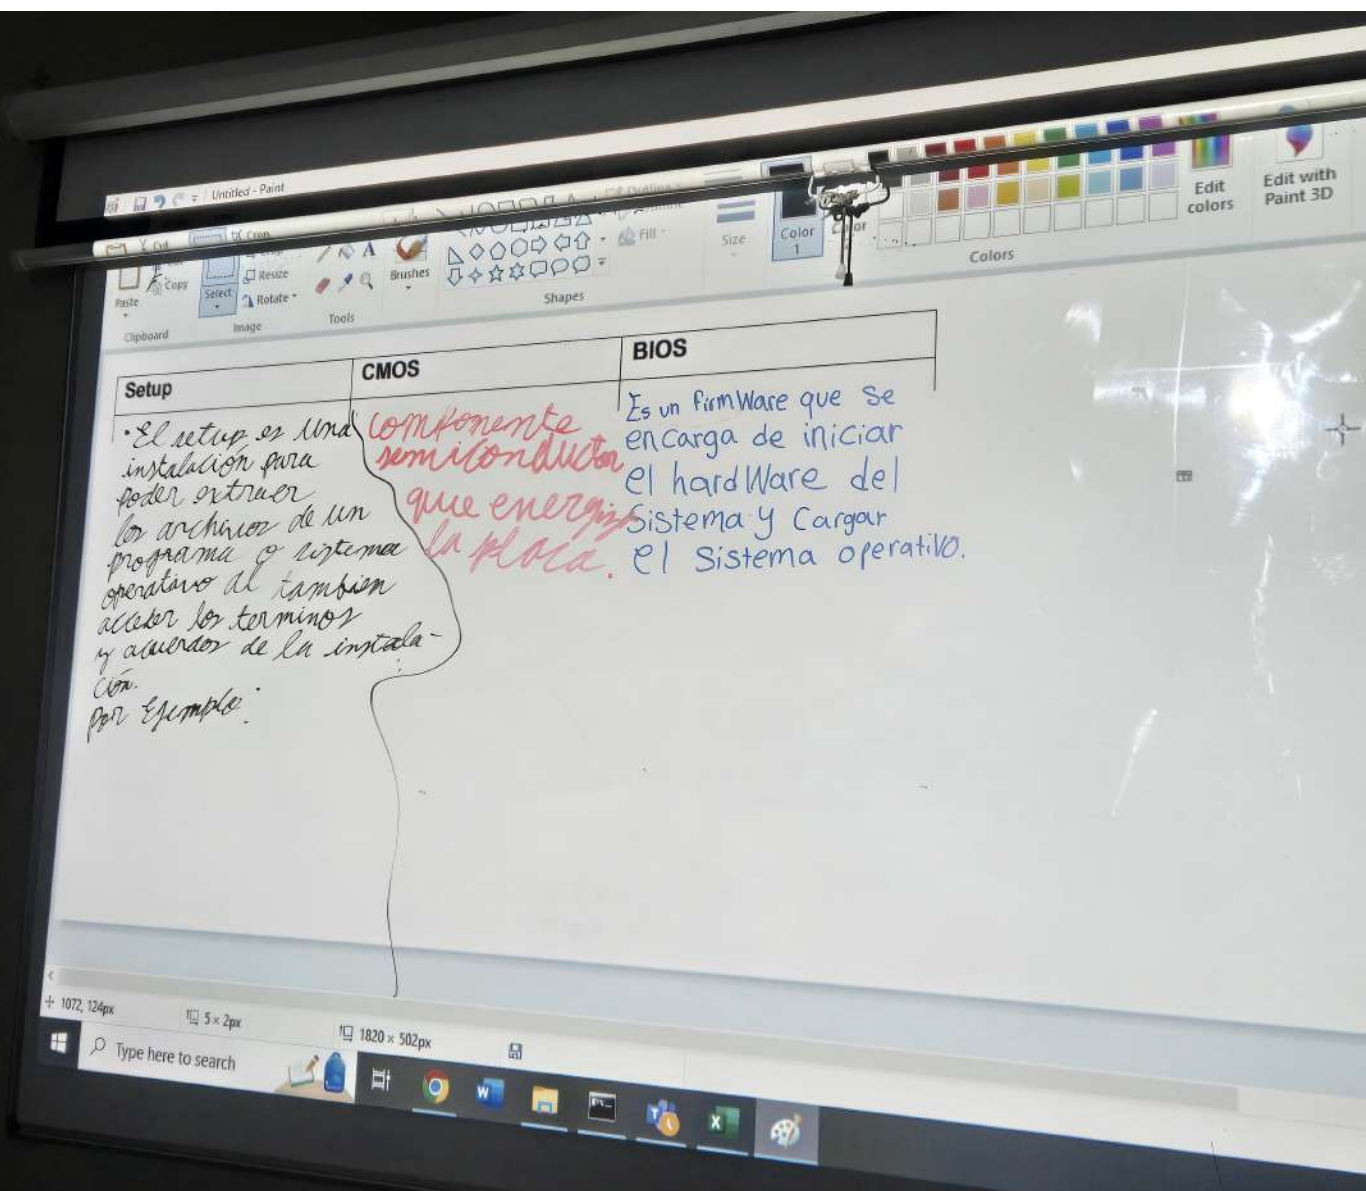 Untitled - Paint
Cut
Copy
Paste
Clipboard
Crop
Resize
Rotate
Select
Image
Tools
Brushes
Shapes
Outline
Fill
Size
Color
1
Colors
Edit
colors
Edit with
Paint 3D
Setup
CMOS
BIOS
• El setup es una
instalación para
poder extraer
los archivos de un
programa o sistema
operativo al tambien
acceder los terminos
y acuerdos de la instala-
ción.
Por Ejemplo:
componente
semiconductor
que energiza
la placa.
Es un firmWare que se
encarga de iniciar
el hardWare del
Sistema y Cargar
el Sistema operativo.
1072, 124px
5 × 2px
1820 × 502px
Type here to search